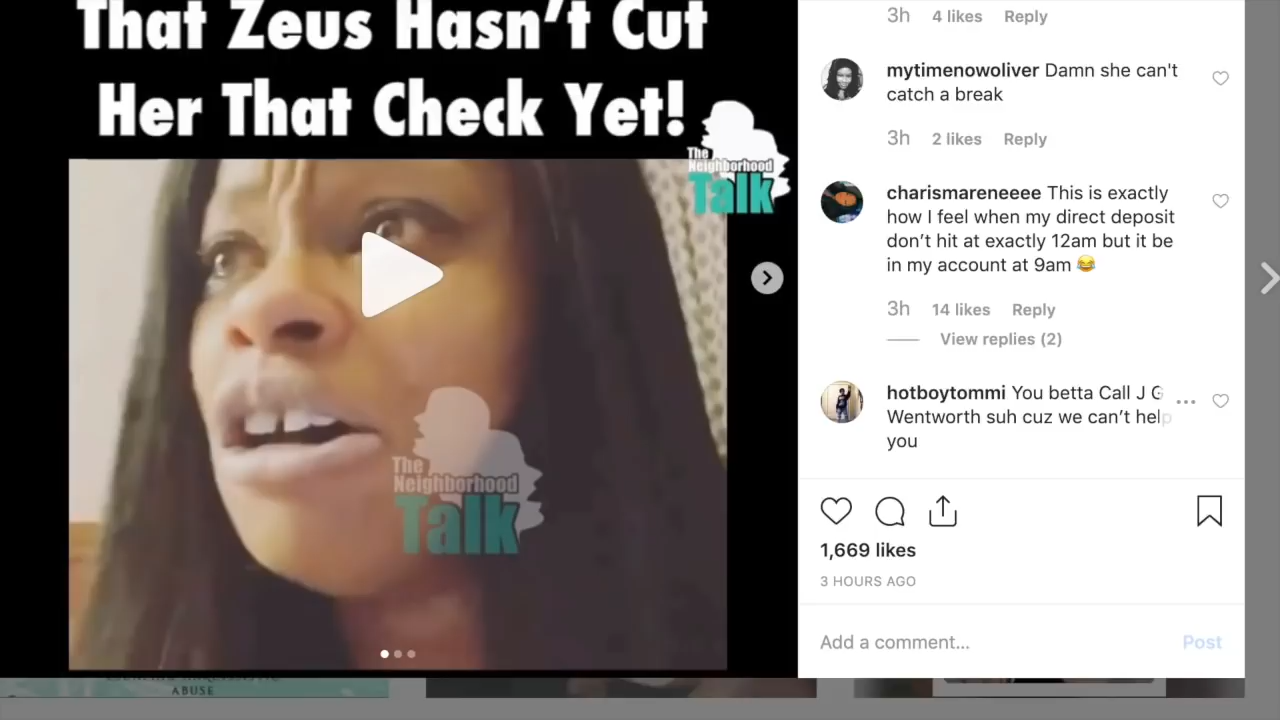 That Zeus Hasn't Cut
Her That Check Yet!
The
Neighborhood
Talk
The
Neighborhood
Talk
ABUSE
3h 4 likes Reply
mytimenowoliver Damn she can't
catch a break
3h 2 likes Reply
charismareneeee This is exactly
how I feel when my direct deposit
don't hit at exactly 12am but it be
in my account at 9am 😂
3h 14 likes Reply
View replies (2)
hotboytommi You betta Call J G
Wentworth suh cuz we can't help
you
1,669 likes
3 HOURS AGO
Add a comment... Post